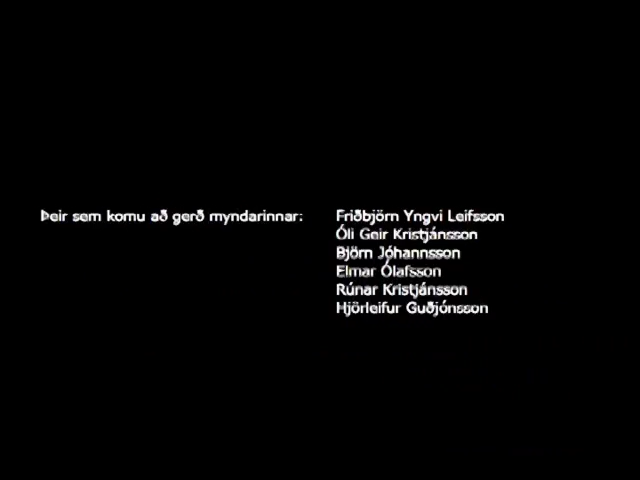 Þeir sem komu að gerð myndarinnar: Friðbjörn Yngvi Leifsson
Óli Geir Kristjánsson
Björn Jóhannsson
Elmar Ólafsson
Rúnar Kristjánsson
Hjörleifur Guðjónsson